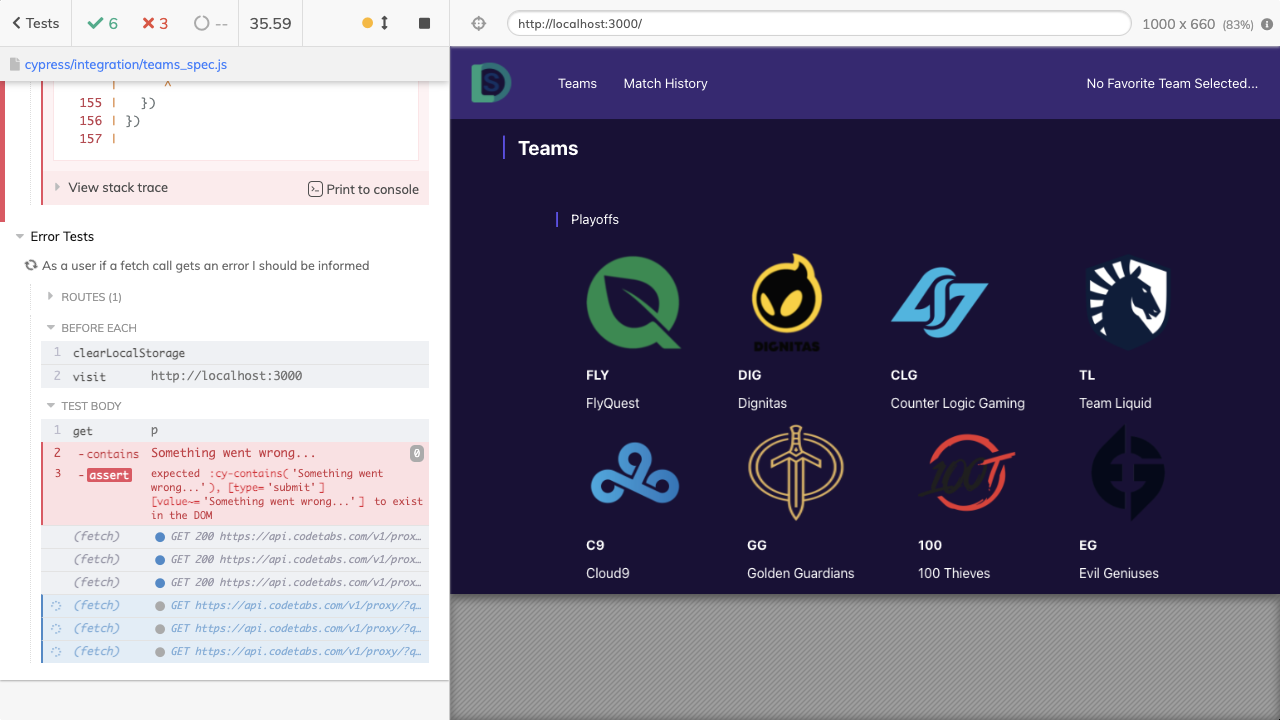 Tests
6
3
--
35.59
http://localhost:3000/
1000 x 660 (83%)
cypress/integration/teams_spec.js
| ^
155 | })
156 | })
157 |
View stack trace
Print to console
Error Tests
As a user if a fetch call gets an error I should be informed
ROUTES (1)
BEFORE EACH
1 clearLocalStorage
2 visit http://localhost:3000
TEST BODY
1 get p
2 -contains Something went wrong... 0
3 -assert expected :cy-contains('Something went
wrong...'), [type='submit']
[value~='Something went wrong...'] to exist
in the DOM
(fetch) GET 200 https://api.codetabs.com/v1/prox…
(fetch) GET 200 https://api.codetabs.com/v1/prox…
(fetch) GET 200 https://api.codetabs.com/v1/prox…
(fetch) GET https://api.codetabs.com/v1/proxy/?q…
(fetch) GET https://api.codetabs.com/v1/proxy/?q…
(fetch) GET https://api.codetabs.com/v1/proxy/?q…
DS
Teams
Match History
No Favorite Team Selected...
Teams
Playoffs
DIGNITAS
FLY
FlyQuest
DIG
Dignitas
CLG
Counter Logic Gaming
TL
Team Liquid
100T
C9
Cloud9
GG
Golden Guardians
100
100 Thieves
EG
Evil Geniuses